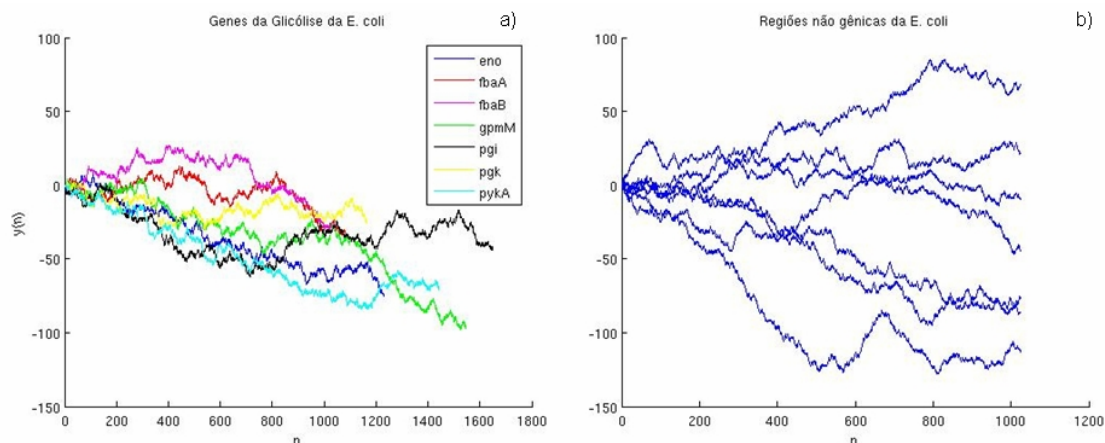 Genes da Glicólise da E. coli
a)
100
50
0
-50
-100
-150
y(m)
eno
fbaA
fbaB
gpmM
pgi
pgk
pykA
0 200 400 600 800 1000 1200 1400 1600 1800
Regiões não gênicas da E. coli
b)
100
50
0
-50
-100
-150
0 200 400 600 800 1000 1200